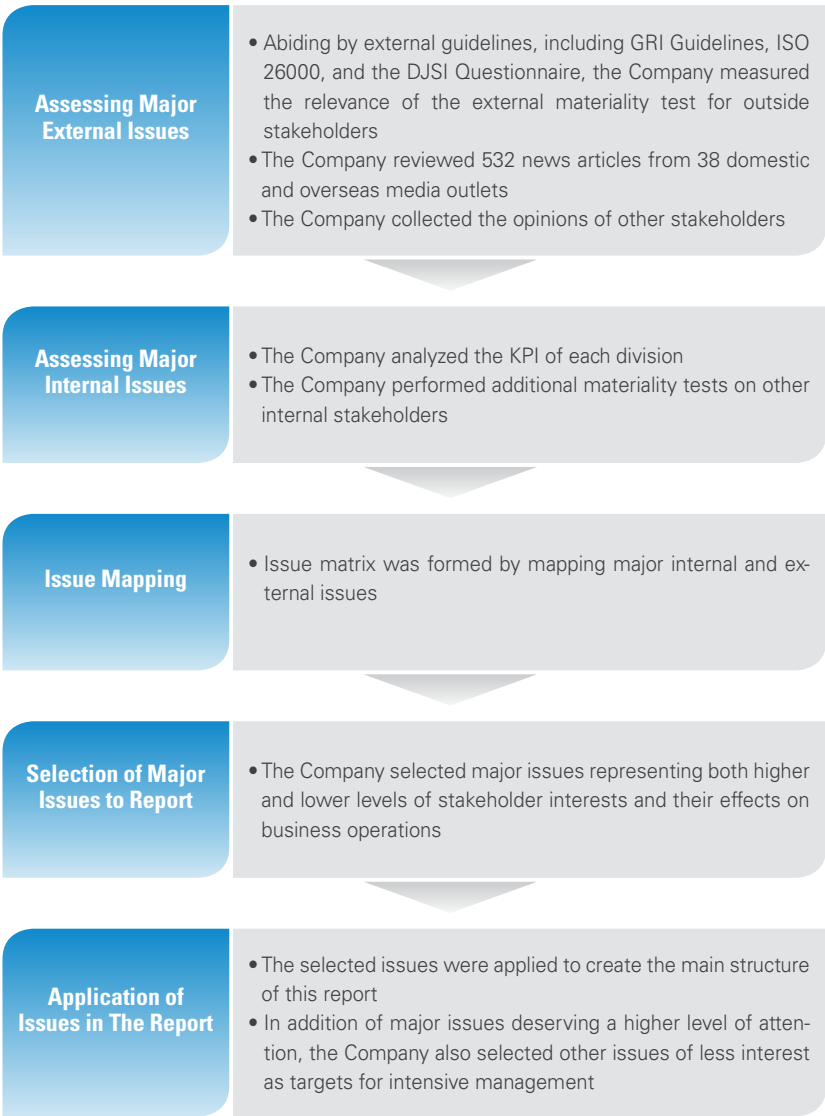 Assessing Major
External Issues
• Abiding by external guidelines, including GRI Guidelines, ISO
26000, and the DJSI Questionnaire, the Company measured
the relevance of the external materiality test for outside
stakeholders
• The Company reviewed 532 news articles from 38 domestic
and overseas media outlets
• The Company collected the opinions of other stakeholders
Assessing Major
Internal Issues
• The Company analyzed the KPI of each division
• The Company performed additional materiality tests on other
internal stakeholders
Issue Mapping
• Issue matrix was formed by mapping major internal and ex-
ternal issues
Selection of Major
Issues to Report
• The Company selected major issues representing both higher
and lower levels of stakeholder interests and their effects on
business operations
Application of
Issues in The Report
• The selected issues were applied to create the main structure
of this report
• In addition of major issues deserving a higher level of atten-
tion, the Company also selected other issues of less interest
as targets for intensive management